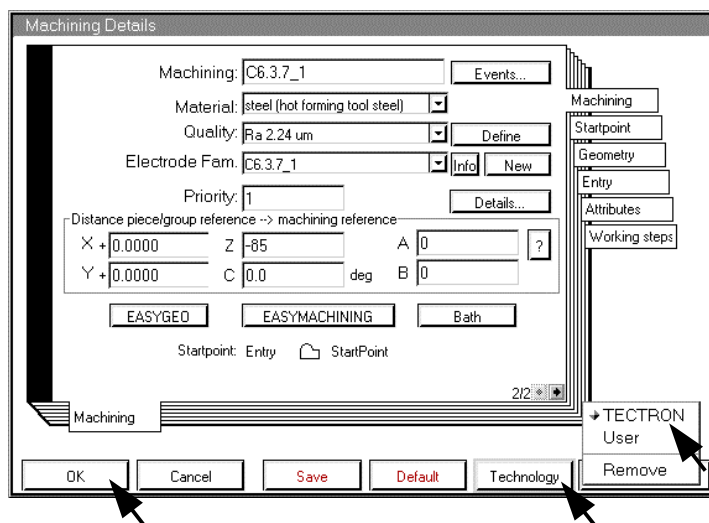 Machining Details
Machining: C6.3.7_1 Events...
Material: steel (hot forming tool steel)
Quality: Ra 2.24 um Define
Electrode Fam. C6.3.7_1 Info New
Priority: 1 Details...
Distance piece/group reference --> machining reference
X + 0.0000 Z -85 A 0 ?
Y + 0.0000 C 0.0 deg B 0
EASYGEO EASYMACHINING Bath
Startpoint: Entry StartPoint
2/2
Machining
Machining
Startpoint
Geometry
Entry
Attributes
Working steps
TECTRON
User
Remove
OK Cancel Save Default Technology